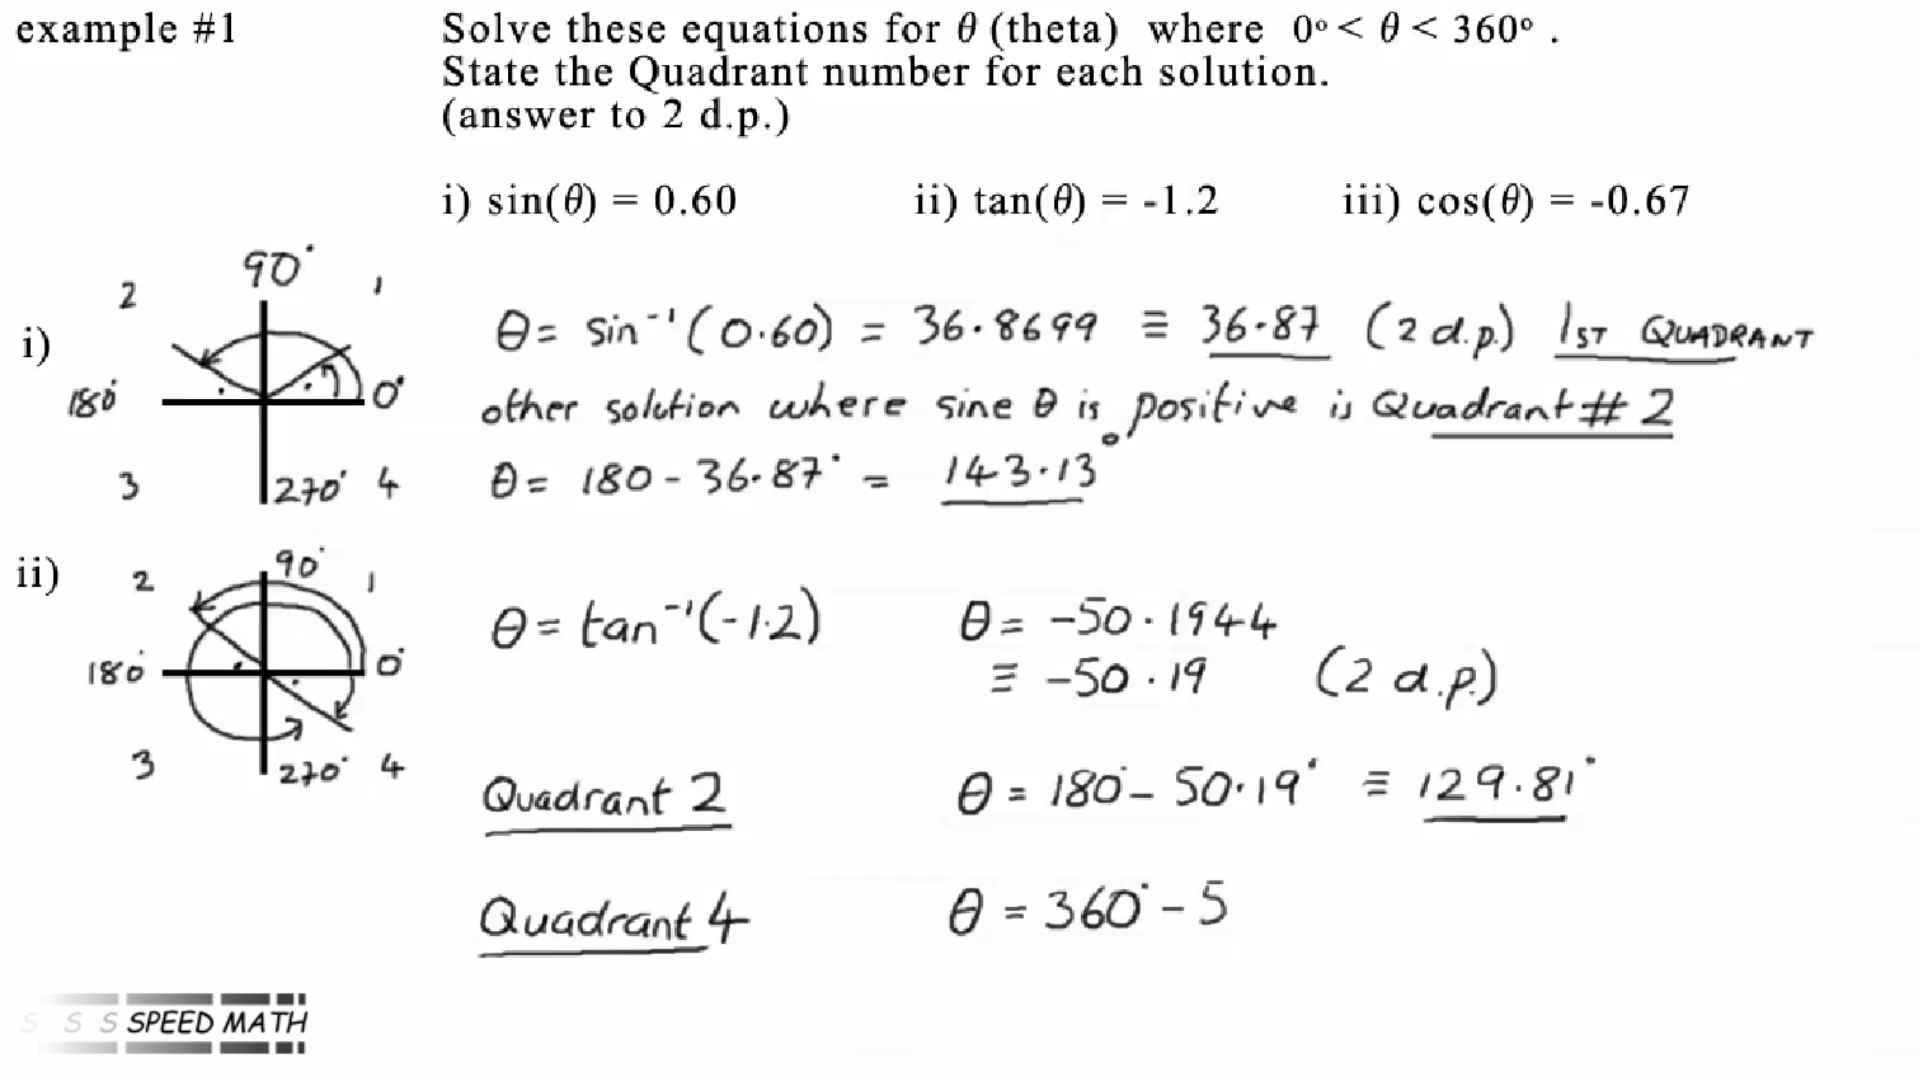 example #1
Solve these equations for θ (theta) where 0° < θ < 360° .
State the Quadrant number for each solution.
(answer to 2 d.p.)
i) sin(θ) = 0.60 ii) tan(θ) = -1.2 iii) cos(θ) = -0.67
i)
90°
2 1
180° 0°
3 270° 4
θ = sin⁻¹(0.60) = 36.8699 ≡ 36.87 (2 d.p.) 1ST QUADRANT
other solution where sine θ is positive is Quadrant # 2
θ = 180 - 36.87° = 143.13°
ii)
90°
2 1
180° 0°
3 270° 4
θ = tan⁻¹(-1.2) θ = -50.1944
≡ -50.19 (2 d.p.)
Quadrant 2 θ = 180° - 50.19° ≡ 129.81°
Quadrant 4 θ = 360° - 5
S S S SPEED MATH